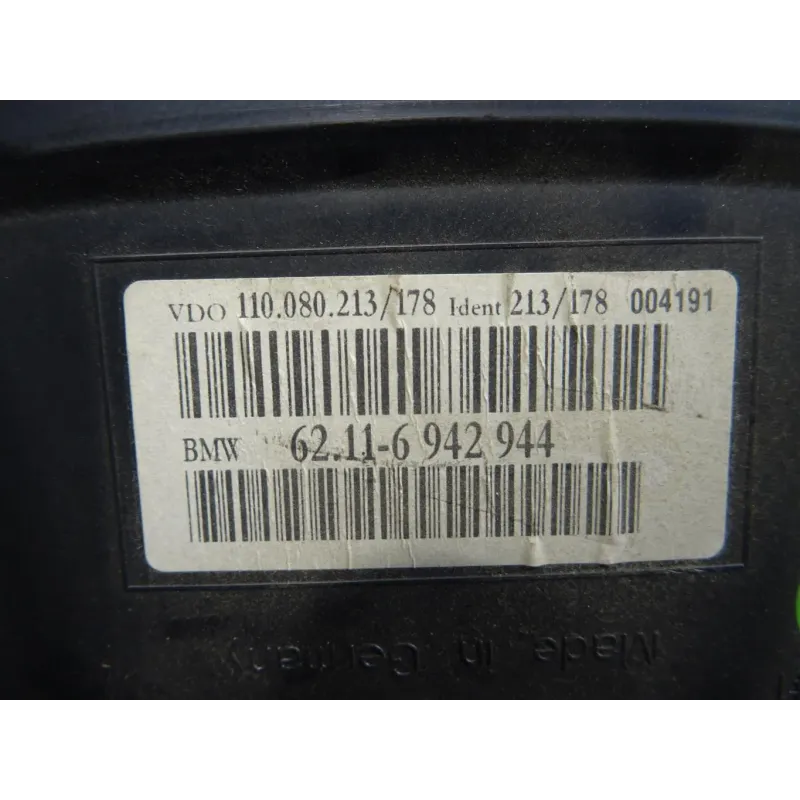 VDO 110.080.213/178 Ident 213/178 004191
BMW 62.11-6 942 944
Made in Germany